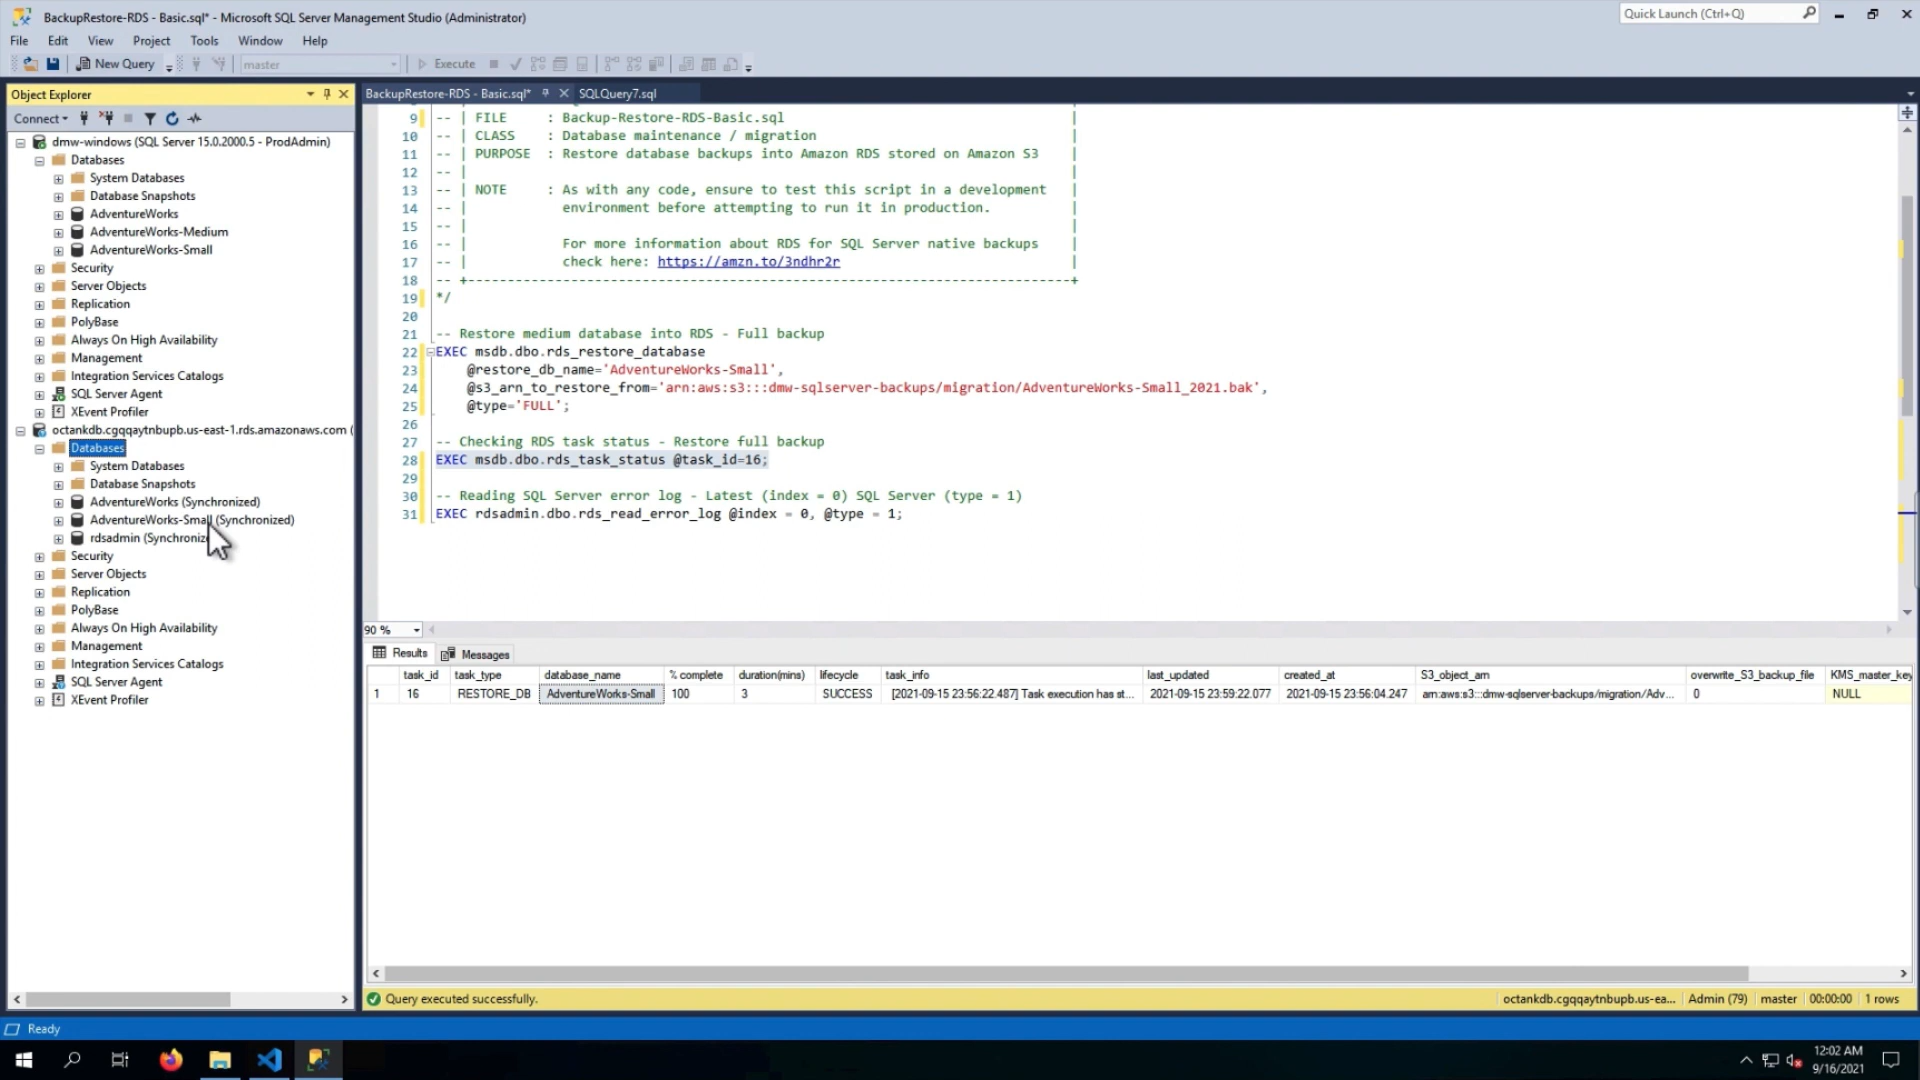 BackupRestore-RDS - Basic.sql* - Microsoft SQL Server Management Studio (Administrator)
Quick Launch (Ctrl+Q)
File Edit View Project Tools Window Help
New Query master Execute
Object Explorer
BackupRestore-RDS - Basic.sql* SQLQuery7.sql
Connect
dmw-windows (SQL Server 15.0.2000.5 - ProdAdmin)
Databases
System Databases
Database Snapshots
AdventureWorks
AdventureWorks-Medium
AdventureWorks-Small
Security
Server Objects
Replication
PolyBase
Always On High Availability
Management
Integration Services Catalogs
SQL Server Agent
XEvent Profiler
octankdb.cgqqaytnbupb.us-east-1.rds.amazonaws.com (
Databases
System Databases
Database Snapshots
AdventureWorks (Synchronized)
AdventureWorks-Small (Synchronized)
rdsadmin (Synchronize
Security
Server Objects
Replication
PolyBase
Always On High Availability
Management
Integration Services Catalogs
SQL Server Agent
XEvent Profiler
9 -- | FILE : Backup-Restore-RDS-Basic.sql |
10 -- | CLASS : Database maintenance / migration |
11 -- | PURPOSE : Restore database backups into Amazon RDS stored on Amazon S3 |
12 -- | |
13 -- | NOTE : As with any code, ensure to test this script in a development |
14 -- | environment before attempting to run it in production. |
15 -- | |
16 -- | For more information about RDS for SQL Server native backups |
17 -- | check here: https://amzn.to/3ndhr2r |
18 -- +-----------------------------------------------------------------------------+
19 */
20
21 -- Restore medium database into RDS - Full backup
22 EXEC msdb.dbo.rds_restore_database
23 @restore_db_name='AdventureWorks-Small',
24 @s3_arn_to_restore_from='arn:aws:s3:::dmw-sqlserver-backups/migration/AdventureWorks-Small_2021.bak',
25 @type='FULL';
26
27 -- Checking RDS task status - Restore full backup
28 EXEC msdb.dbo.rds_task_status @task_id=16;
29
30 -- Reading SQL Server error log - Latest (index = 0) SQL Server (type = 1)
31 EXEC rdsadmin.dbo.rds_read_error_log @index = 0, @type = 1;
90 %
Results Messages
task_id task_type database_name % complete duration(mins) lifecycle task_info last_updated created_at S3_object_arn overwrite_S3_backup_file KMS_master_key
1 16 RESTORE_DB AdventureWorks-Small 100 3 SUCCESS [2021-09-15 23:56:22.487] Task execution has st... 2021-09-15 23:59:22.077 2021-09-15 23:56:04.247 arn:aws:s3:::dmw-sqlserver-backups/migration/Adv... 0 NULL
Query executed successfully. octankdb.cgqqaytnbupb.us-ea... Admin (79) master 00:00:00 1 rows
Ready
12:02 AM
9/16/2021